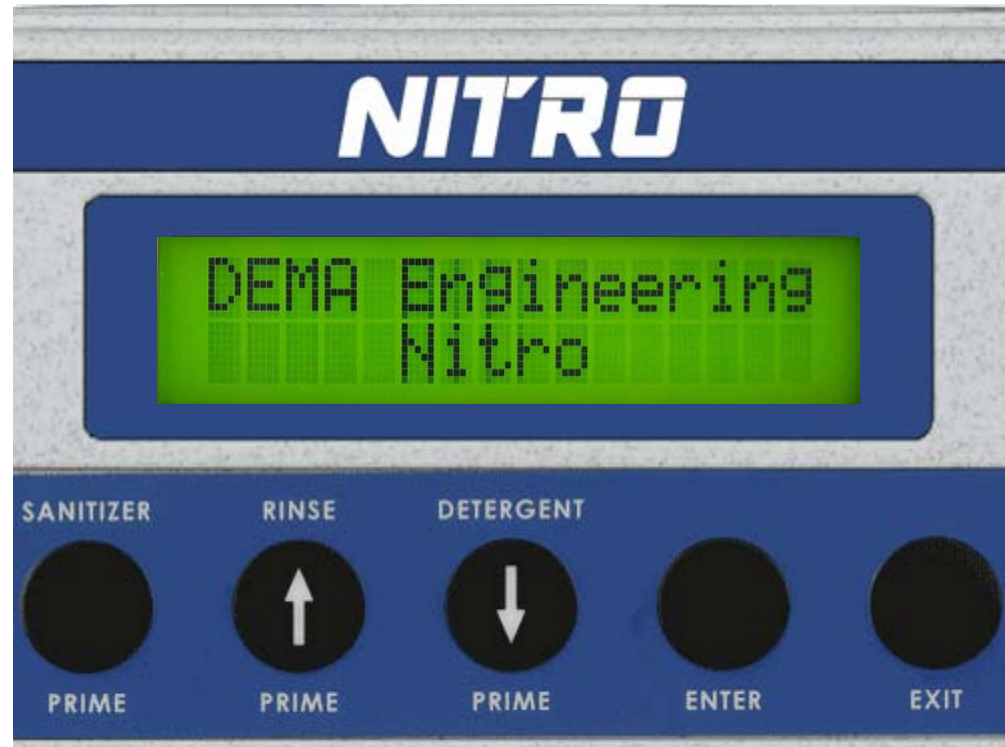 NITRO
DEMA Engineering
Nitro
SANITIZER RINSE DETERGENT
PRIME PRIME PRIME ENTER EXIT